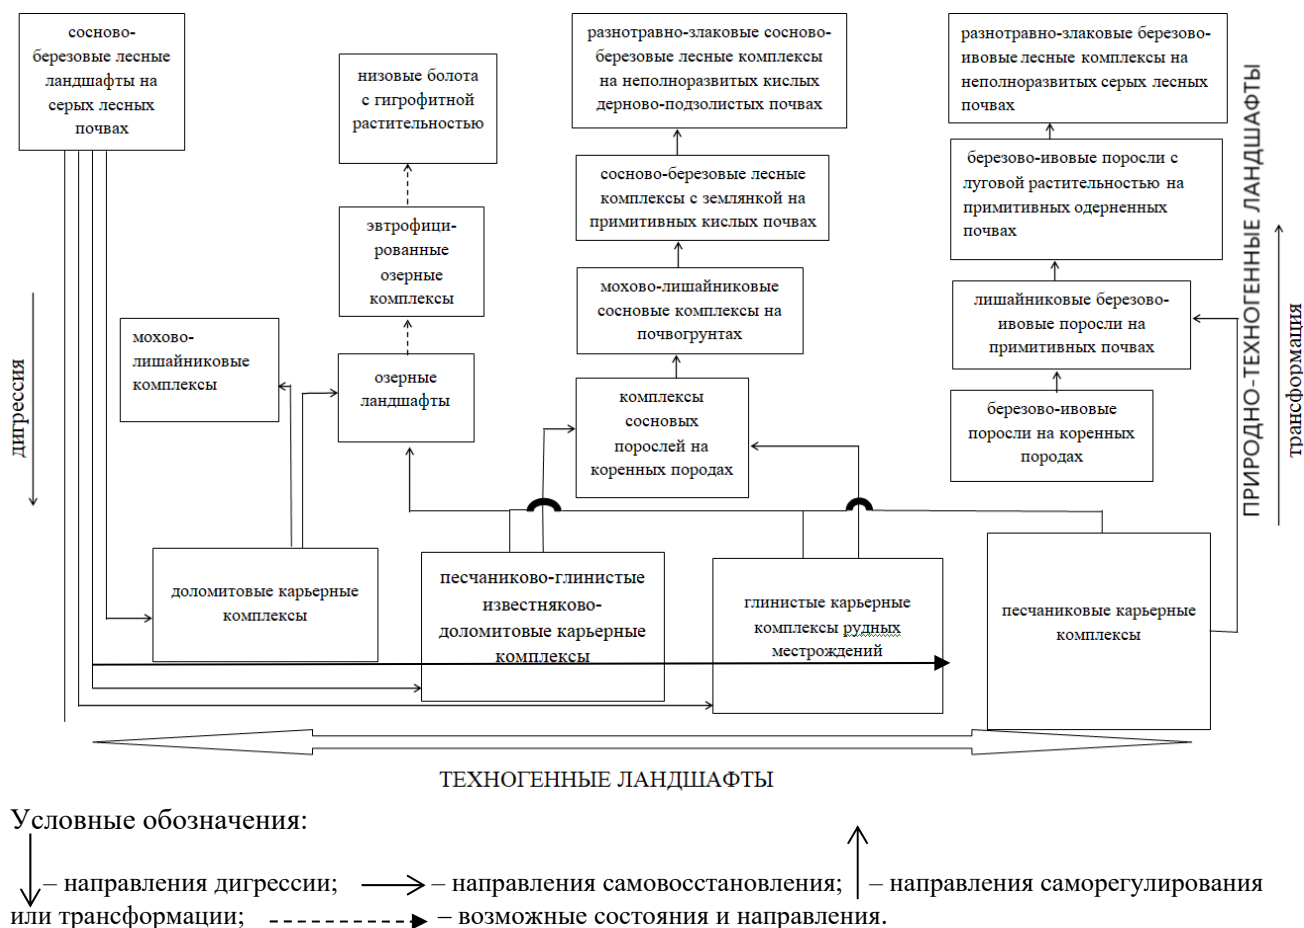 сосново-
березовые лесные
ландшафты на
серых лесных
почвах
низовые болота
с гигрофитной
растительностью
разнотравно-злаковые сосново-
березовые лесные комплексы
на неполноразвитых кислых
дерново-подзолистых почвах
разнотравно-злаковые березово-
ивовые лесные комплексы на
неполноразвитых серых лесных
почвах
эвтрофици-
рованные
озерные
комплексы
сосново-березовые лесные
комплексы с землянкой на
примитивных кислых почвах
березово-ивовые поросли с
луговой растительностью на
примитивных одерненных
почвах
мохово-
лишайниковые
комплексы
озерные
ландшафты
мохово-лишайниковые
сосновые комплексы на
почвогрунтах
лишайниковые березово-
ивовые поросли на
примитивных почвах
комплексы
сосновых
порослей на
коренных породах
березово-ивовые
поросли на коренных
породах
дигрессия
ПРИРОДНО-ТЕХНОГЕННЫЕ ЛАНДШАФТЫ
трансформация
доломитовые карьерные
комплексы
песчаниково-глинистые
известняково-
доломитовые карьерные
комплексы
глинистые карьерные
комплексы рудных
местрождений
песчаниковые карьерные
комплексы
ТЕХНОГЕННЫЕ ЛАНДШАФТЫ
Условные обозначения:
– направления дигрессии; – направления самовосстановления; – направления саморегулирования
или трансформации; – возможные состояния и направления.